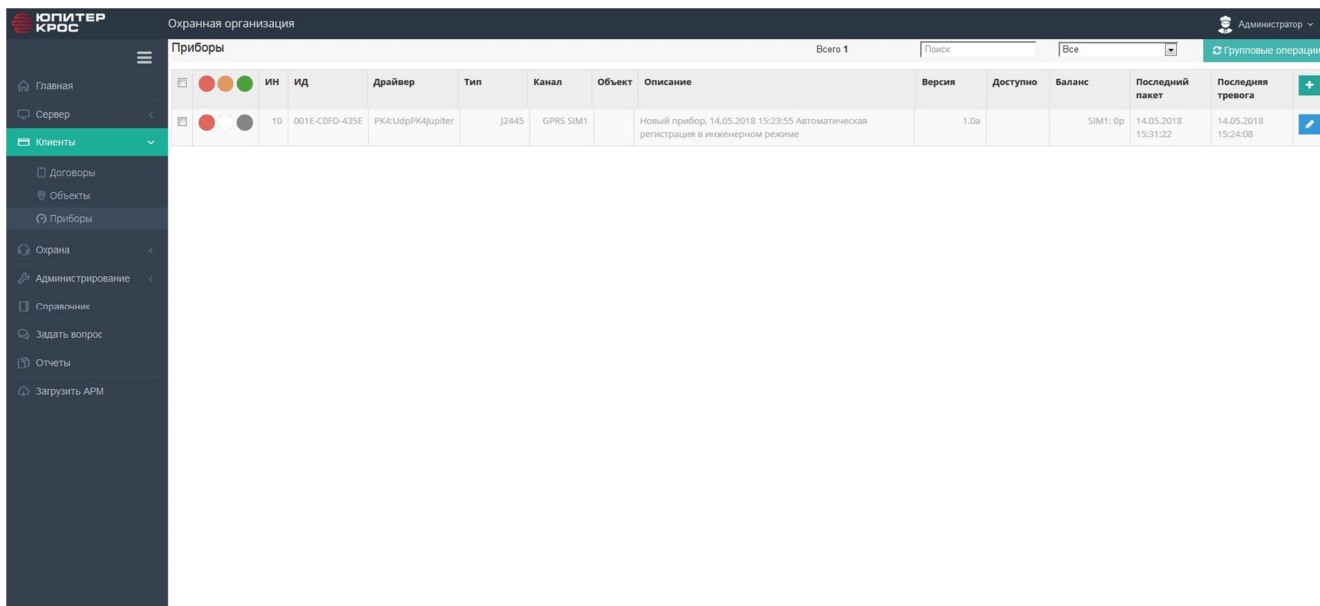 ЮПИТЕР
КРОС
Охранная организация
Администратор
Приборы
Всего 1
Поиск
Все
Групповые операции
ИН ИД Драйвер Тип Канал Объект Описание Версия Доступно Баланс Последний пакет Последняя тревога
10 001E-C0FD-435E PK4:UdpPK4Jupiter J2445 GPRS SIM1 Новый прибор, 14.05.2018 15:23:55 Автоматическая регистрация в инженерном режиме 1.0a SIM1: 0р 14.05.2018 15:31:22 14.05.2018 15:24:08
Главная
Сервер
Клиенты
Договоры
Объекты
Приборы
Охрана
Администрирование
Справочник
Задать вопрос
Отчеты
Загрузить АРМ